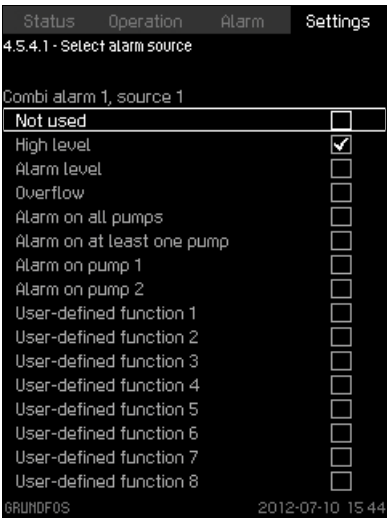 Status Operation Alarm Settings
4.5.4.1 - Select alarm source
Combi alarm 1, source 1
Not used
High level
Alarm level
Overflow
Alarm on all pumps
Alarm on at least one pump
Alarm on pump 1
Alarm on pump 2
User-defined function 1
User-defined function 2
User-defined function 3
User-defined function 4
User-defined function 5
User-defined function 6
User-defined function 7
User-defined function 8
GRUNDFOS 2012-07-10 15 44